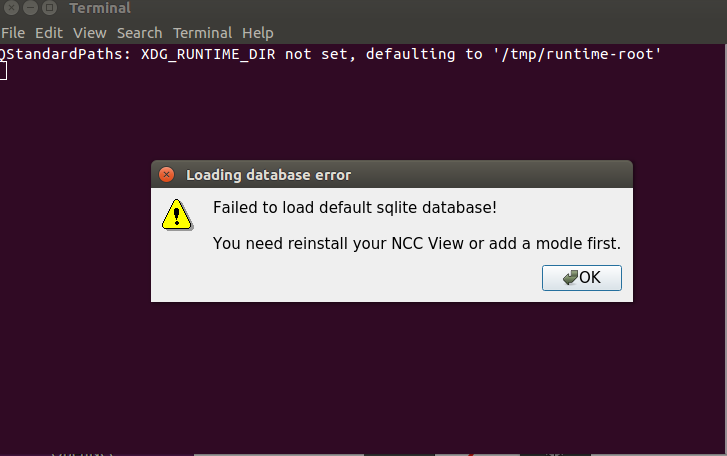 Terminal
File Edit View Search Terminal Help
QStandardPaths: XDG_RUNTIME_DIR not set, defaulting to '/tmp/runtime-root'
Loading database error
Failed to load default sqlite database!
You need reinstall your NCC View or add a modle first.
OK